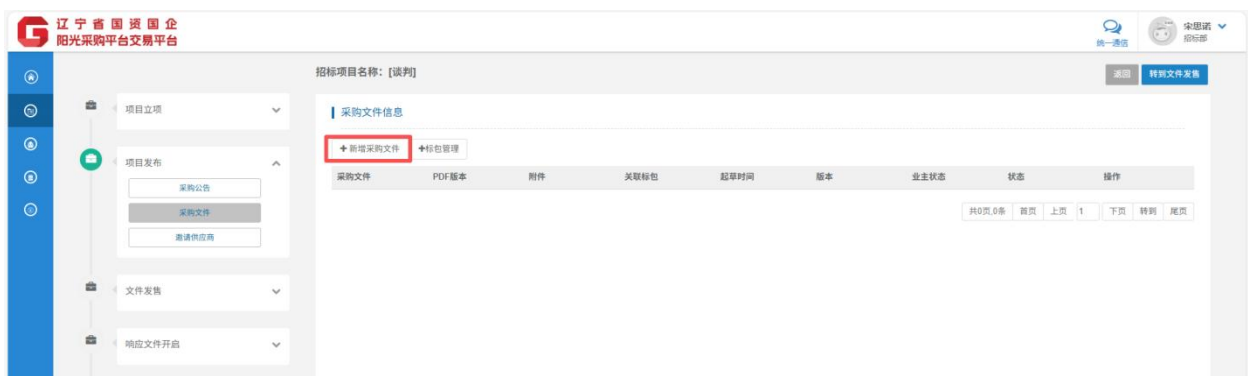 辽宁省国资国企
阳光采购平台交易平台
统一通信
宋思诺
招标部
招标项目名称：[谈判]
返回
转到文件发售
项目立项
项目发布
采购公告
采购文件
邀请供应商
文件发售
响应文件开启
采购文件信息
+新增采购文件 +标包管理
采购文件 PDF版本 附件 关联标包 起草时间 版本 业主状态 状态 操作
共0页,0条 首页 上页 1 下页 转到 尾页